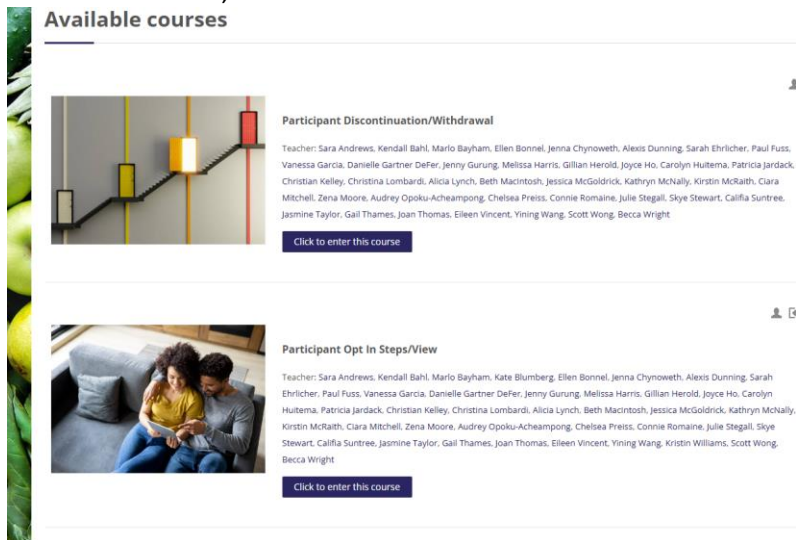 Available courses
Participant Discontinuation/Withdrawal
Teacher: Sara Andrews, Kendall Bahl, Marlo Bayham, Ellen Bonnel, Jenna Chynoweth, Alexis Dunning, Sarah Ehrlicher, Paul Fuss,
Vanessa Garcia, Danielle Gartner DeFer, Jenny Gurung, Melissa Harris, Gillian Herold, Joyce Ho, Carolyn Huitema, Patricia Jardack,
Christian Kelley, Christina Lombardi, Alicia Lynch, Beth MacIntosh, Jessica McGoldrick, Kathryn McNally, Kirstin McRaith, Ciara
Mitchell, Zena Moore, Audrey Opoku-Acheampong, Chelsea Preiss, Connie Romaine, Julie Stegall, Skye Stewart, Califia Suntree,
Jasmine Taylor, Gail Thames, Joan Thomas, Eileen Vincent, Yining Wang, Scott Wong, Becca Wright
Click to enter this course
Participant Opt In Steps/View
Teacher: Sara Andrews, Kendall Bahl, Marlo Bayham, Kate Blumberg, Ellen Bonnel, Jenna Chynoweth, Alexis Dunning, Sarah
Ehrlicher, Paul Fuss, Vanessa Garcia, Danielle Gartner DeFer, Jenny Gurung, Melissa Harris, Gillian Herold, Joyce Ho, Carolyn
Huitema, Patricia Jardack, Christian Kelley, Christina Lombardi, Alicia Lynch, Beth MacIntosh, Jessica McGoldrick, Kathryn McNally,
Kirstin McRaith, Ciara Mitchell, Zena Moore, Audrey Opoku-Acheampong, Chelsea Preiss, Connie Romaine, Julie Stegall, Skye
Stewart, Califia Suntree, Jasmine Taylor, Gail Thames, Joan Thomas, Eileen Vincent, Yining Wang, Kristin Williams, Scott Wong,
Becca Wright
Click to enter this course